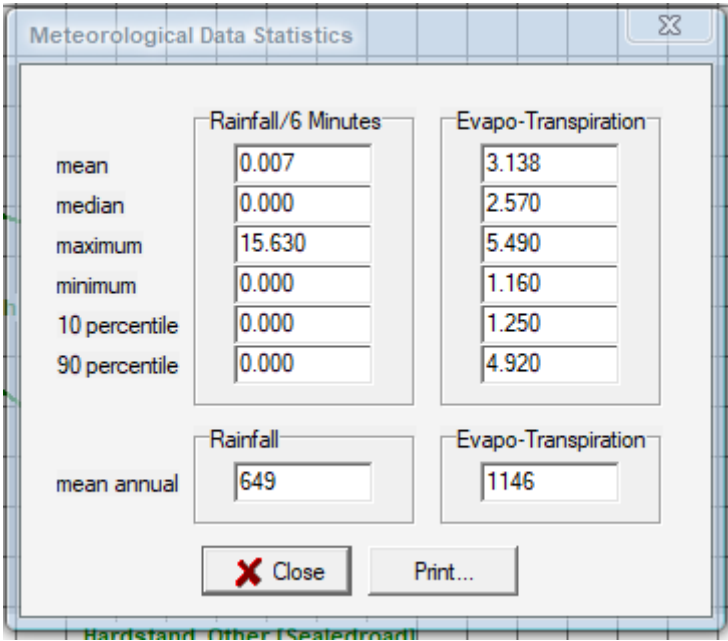 Meteorological Data Statistics
Rainfall/6 Minutes Evapo-Transpiration
mean 0.007 3.138
median 0.000 2.570
maximum 15.630 5.490
minimum 0.000 1.160
10 percentile 0.000 1.250
90 percentile 0.000 4.920
Rainfall Evapo-Transpiration
mean annual 649 1146
Close Print...
Hardstand, Other [Sealedroad]